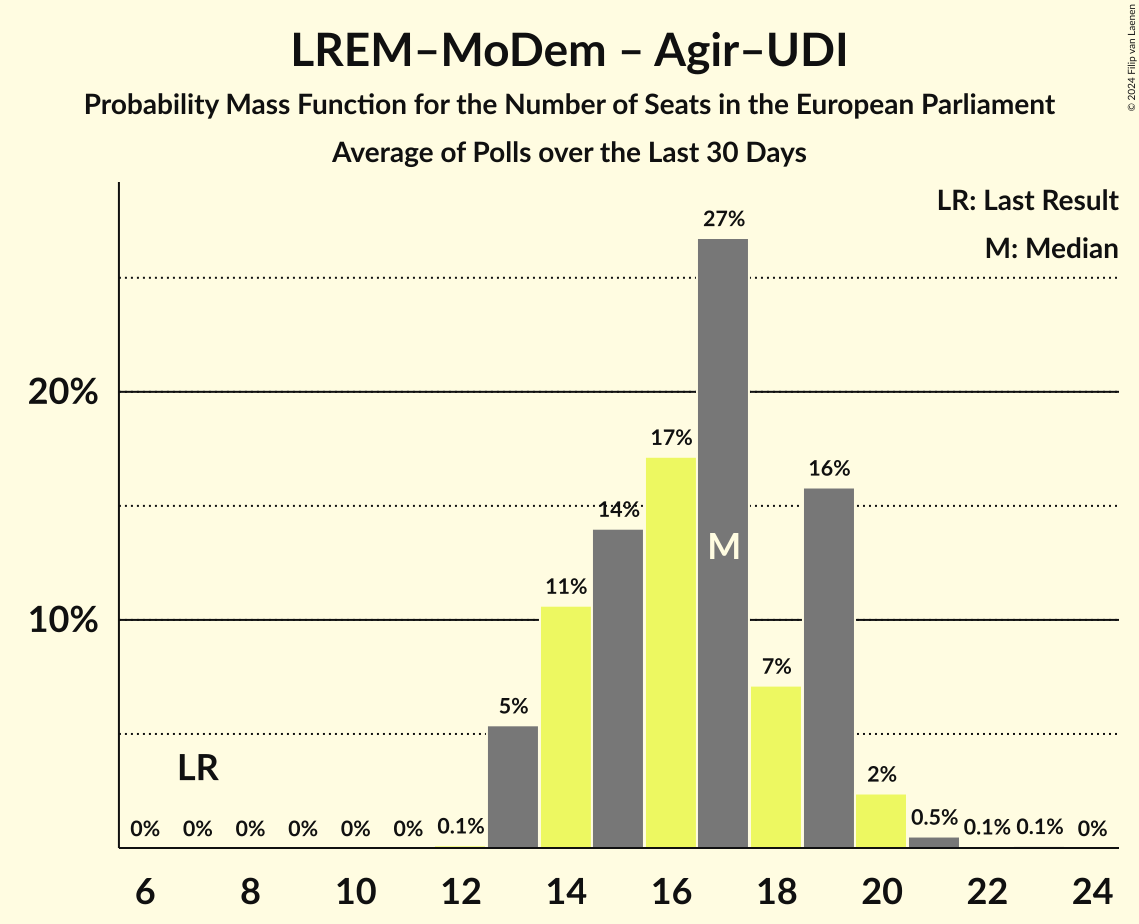 LREM–MoDem – Agir–UDI
Probability Mass Function for the Number of Seats in the European Parliament
Average of Polls over the Last 30 Days
© 2024 Filip van Laenen
LR: Last Result
M: Median
27%
20%
17%
16%
14%
M
11%
10%
7%
5%
LR
2%
0% 0% 0% 0% 0% 0% 0.1% 0.5% 0.1% 0.1% 0%
6 8 10 12 14 16 18 20 22 24